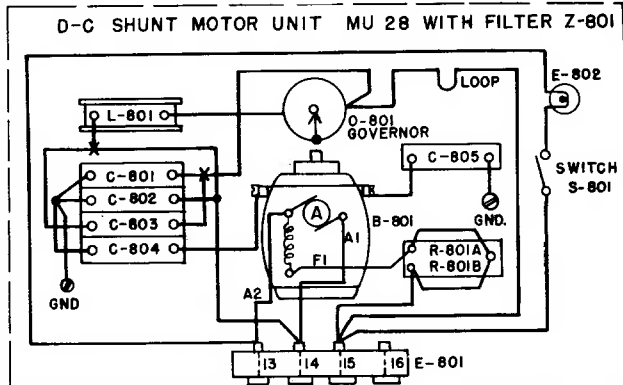 D-C SHUNT MOTOR UNIT MU 28 WITH FILTER Z-801
E-802
LOOP
L-801
O-801
GOVERNOR
C-801
C-802
C-803
C-804
C-805
SWITCH
S-801
GND.
A
B-801
A1
F1
R-801A
R-801B
GND
A2
13
14
15
16
E-801